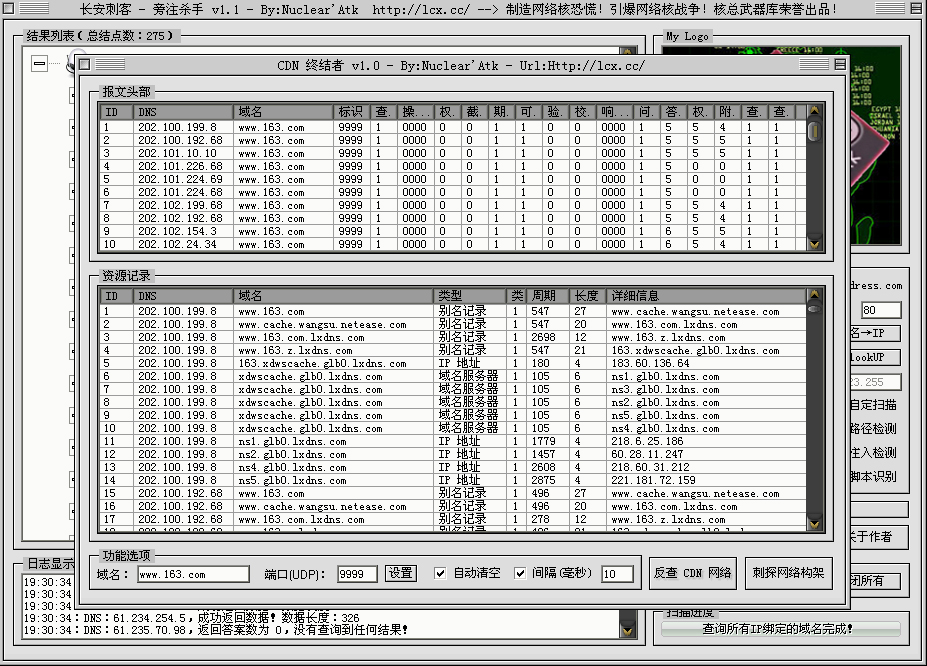 长安刺客 - 旁注杀手 v1.1 - By:Nuclear'Atk  http://lcx.cc/ --> 制造网络核恐慌! 引爆网络核战争! 核总武器库荣誉出品!
结果列表(总结点数:275)
My Logo
CDN 终结者 v1.0 - By:Nuclear'Atk - Url:Http://lcx.cc/
报文头部
ID DNS 域名 标识 查. 操... 权. 截. 期. 可. 验. 校. 响... 问. 答. 权. 附. 查. 查.
1 202.100.199.8 www.163.com 9999 1 0000 0 0 1 1 0 0 0000 1 5 5 4 1 1
2 202.100.192.68 www.163.com 9999 1 0000 0 0 1 1 0 0 0000 1 5 5 5 1 1
3 202.101.10.10 www.163.com 9999 1 0000 0 0 1 1 0 0 0000 1 5 5 5 1 1
4 202.101.226.68 www.163.com 9999 1 0000 0 0 1 1 0 0 0000 1 5 0 0 1 1
5 202.101.224.69 www.163.com 9999 1 0000 0 0 1 1 0 0 0000 1 5 0 0 1 1
6 202.101.224.68 www.163.com 9999 1 0000 0 0 1 1 0 0 0000 1 5 0 0 1 1
7 202.102.199.68 www.163.com 9999 1 0000 0 0 1 1 0 0 0000 1 5 5 4 1 1
8 202.102.192.68 www.163.com 9999 1 0000 0 0 1 1 0 0 0000 1 5 5 4 1 1
9 202.102.154.3 www.163.com 9999 1 0000 0 0 1 1 0 0 0000 1 6 5 5 1 1
10 202.102.24.34 www.163.com 9999 1 0000 0 0 1 1 0 0 0000 1 6 5 4 1 1
资源记录
ID DNS 域名 类型 类 周期 长度 详细信息
1 202.100.199.8 www.163.com 别名记录 1 547 27 www.cache.wangsu.netease.com
2 202.100.199.8 www.cache.wangsu.netease.com 别名记录 1 547 20 www.163.com.lxdns.com
3 202.100.199.8 www.163.com.lxdns.com 别名记录 1 2698 12 www.163.z.lxdns.com
4 202.100.199.8 www.163.z.lxdns.com 别名记录 1 547 21 163.xdwscache.glb0.lxdns.com
5 202.100.199.8 163.xdwscache.glb0.lxdns.com IP 地址 1 180 4 183.60.136.64
6 202.100.199.8 xdwscache.glb0.lxdns.com 域名服务器 1 105 6 ns1.glb0.lxdns.com
7 202.100.199.8 xdwscache.glb0.lxdns.com 域名服务器 1 105 6 ns3.glb0.lxdns.com
8 202.100.199.8 xdwscache.glb0.lxdns.com 域名服务器 1 105 6 ns2.glb0.lxdns.com
9 202.100.199.8 xdwscache.glb0.lxdns.com 域名服务器 1 105 6 ns5.glb0.lxdns.com
10 202.100.199.8 xdwscache.glb0.lxdns.com 域名服务器 1 105 6 ns4.glb0.lxdns.com
11 202.100.199.8 ns1.glb0.lxdns.com IP 地址 1 1779 4 218.6.25.186
12 202.100.199.8 ns2.glb0.lxdns.com IP 地址 1 1457 4 60.28.11.247
13 202.100.199.8 ns4.glb0.lxdns.com IP 地址 1 2608 4 218.60.31.212
14 202.100.199.8 ns5.glb0.lxdns.com IP 地址 1 2875 4 221.181.72.159
15 202.100.192.68 www.163.com 别名记录 1 496 27 www.cache.wangsu.netease.com
16 202.100.192.68 www.cache.wangsu.netease.com 别名记录 1 496 20 www.163.com.lxdns.com
17 202.100.192.68 www.163.com.lxdns.com 别名记录 1 278 12 www.163.z.lxdns.com
功能选项
域名: www.163.com 端口(UDP): 9999 设置 自动清空 间隔(毫秒) 10 反查 CDN 网络 刺探网络构架
16:00
EGYPT
ISRAEL
JORDAN
dress.com
80
名→IP
LookUP
3.255
自定扫描
路径检测
注入检测
脚本识别
关于作者
闭所有
日志显示
19:30:34
19:30:34
19:30:34
19:30:34:DNS:61.234.254.5,成功返回数据! 数据长度:326
19:30:34:DNS:61.235.70.98,返回答案数为 0,没有查询到任何结果!
扫描进度
查询所有IP绑定的域名完成!